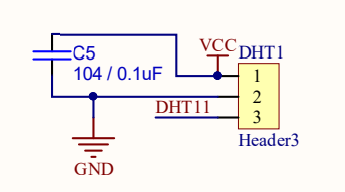 VCC
C5
DHT1
104 / 0.1uF
1
2
3
DHT11
Header3
GND